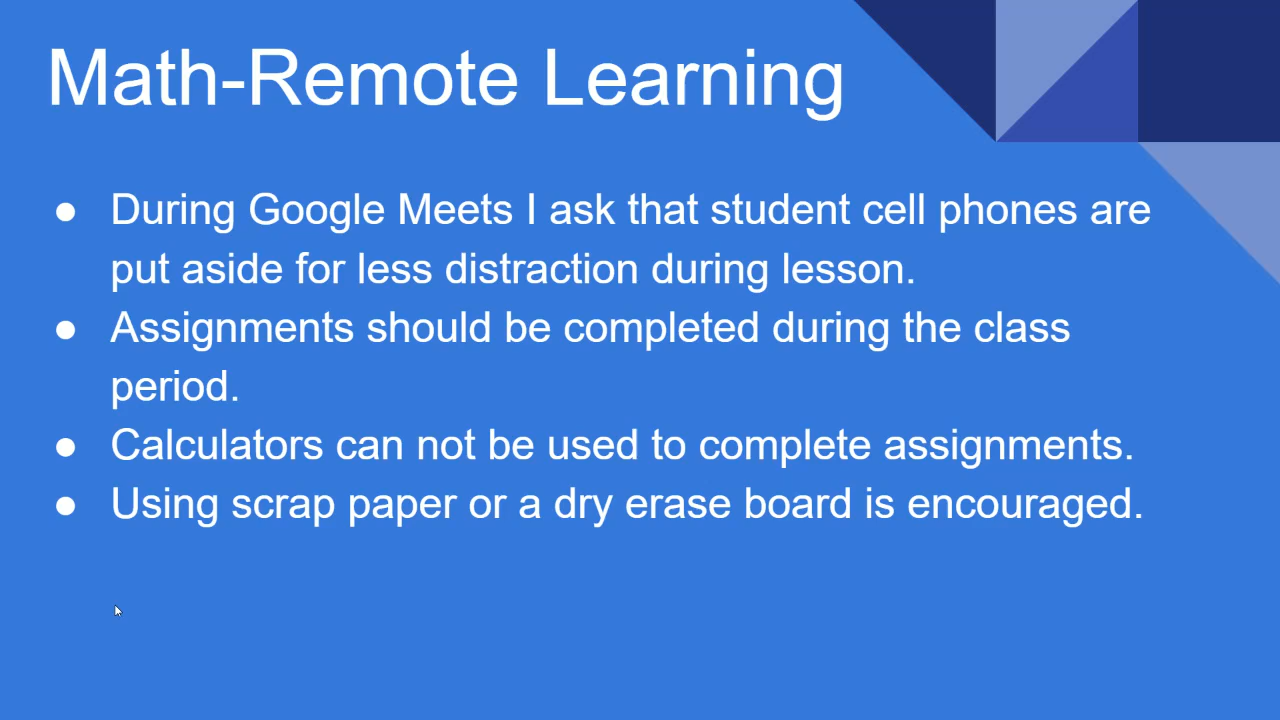 Math-Remote Learning
● During Google Meets I ask that student cell phones are
put aside for less distraction during lesson.
● Assignments should be completed during the class
period.
● Calculators can not be used to complete assignments.
● Using scrap paper or a dry erase board is encouraged.